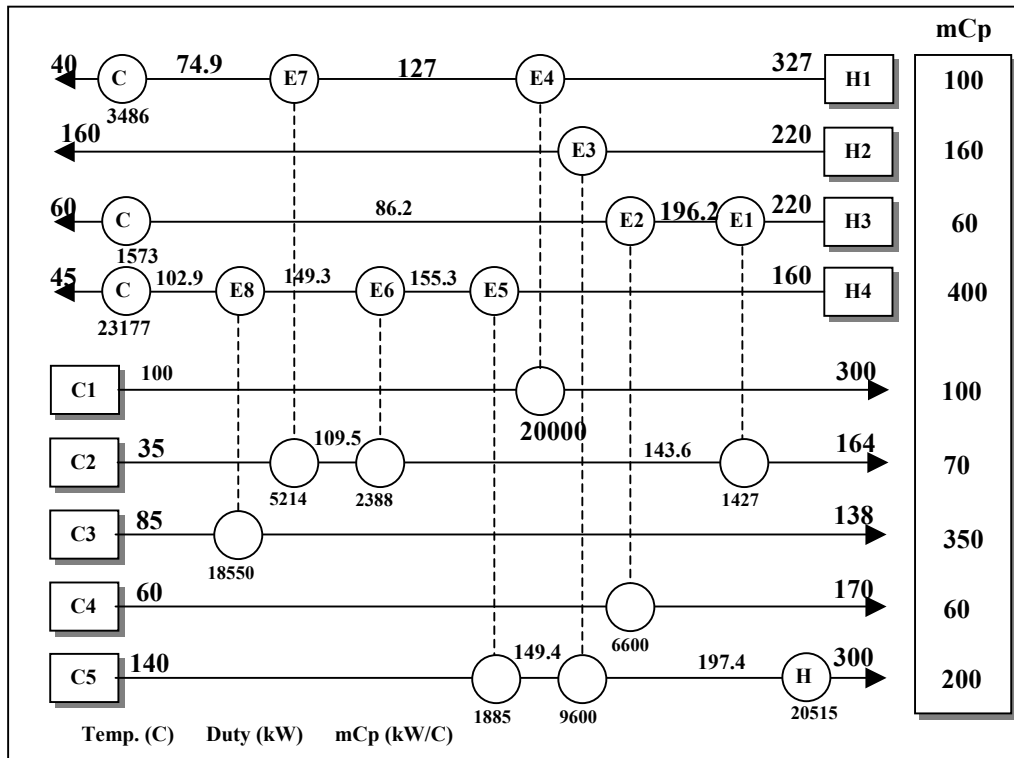 mCp
40 74.9 127 327
C E7 E4 H1 100
3486
160 220
E3 H2 160
60 86.2 196.2 220
C E2 E1 H3 60
1573
45 102.9 149.3 155.3 160
C E8 E6 E5 H4 400
23177
C1 100 300 100
20000
C2 35 109.5 143.6 164 70
5214 2388 1427
C3 85 138 350
18550
C4 60 170 60
6600
C5 140 149.4 197.4 H 300 200
1885 9600 20515
Temp. (C) Duty (kW) mCp (kW/C)